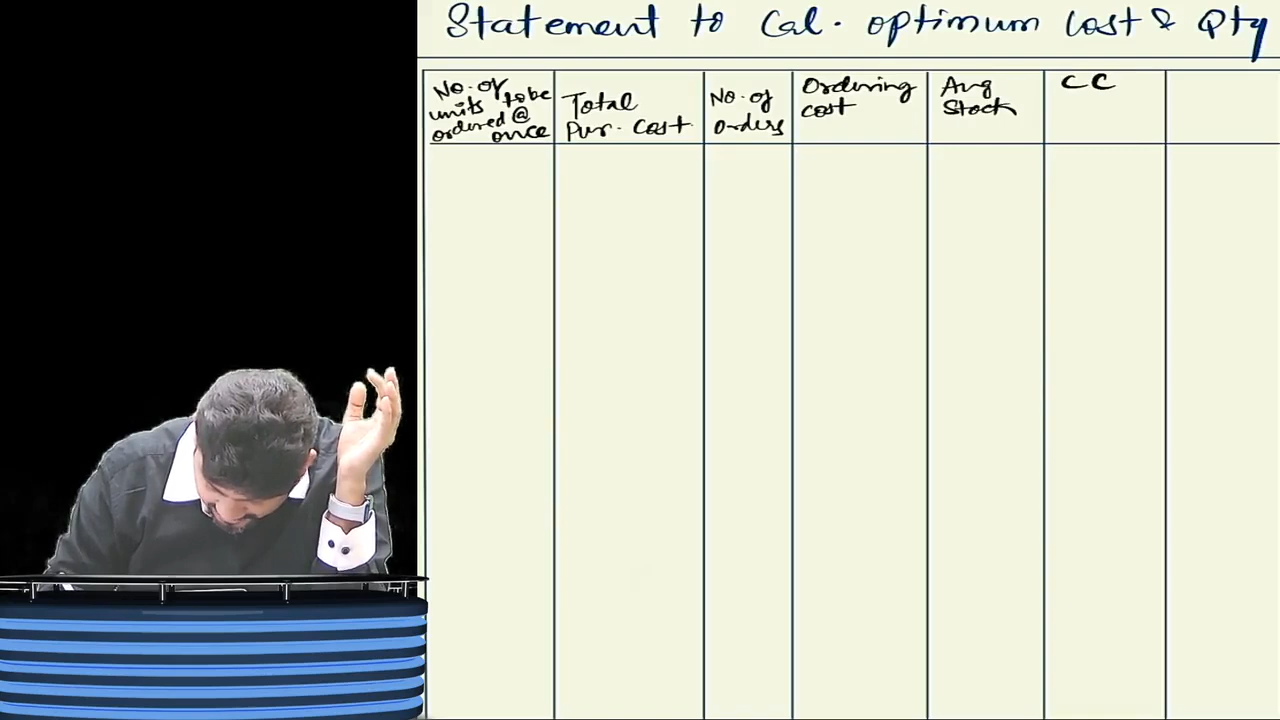 Statement to Cal. optimum Cost & Qty
No. of
units to be
ordered @
once
Total
Pur. Cost
No. of
orders
Ordering
cost
Avg
Stock
CC